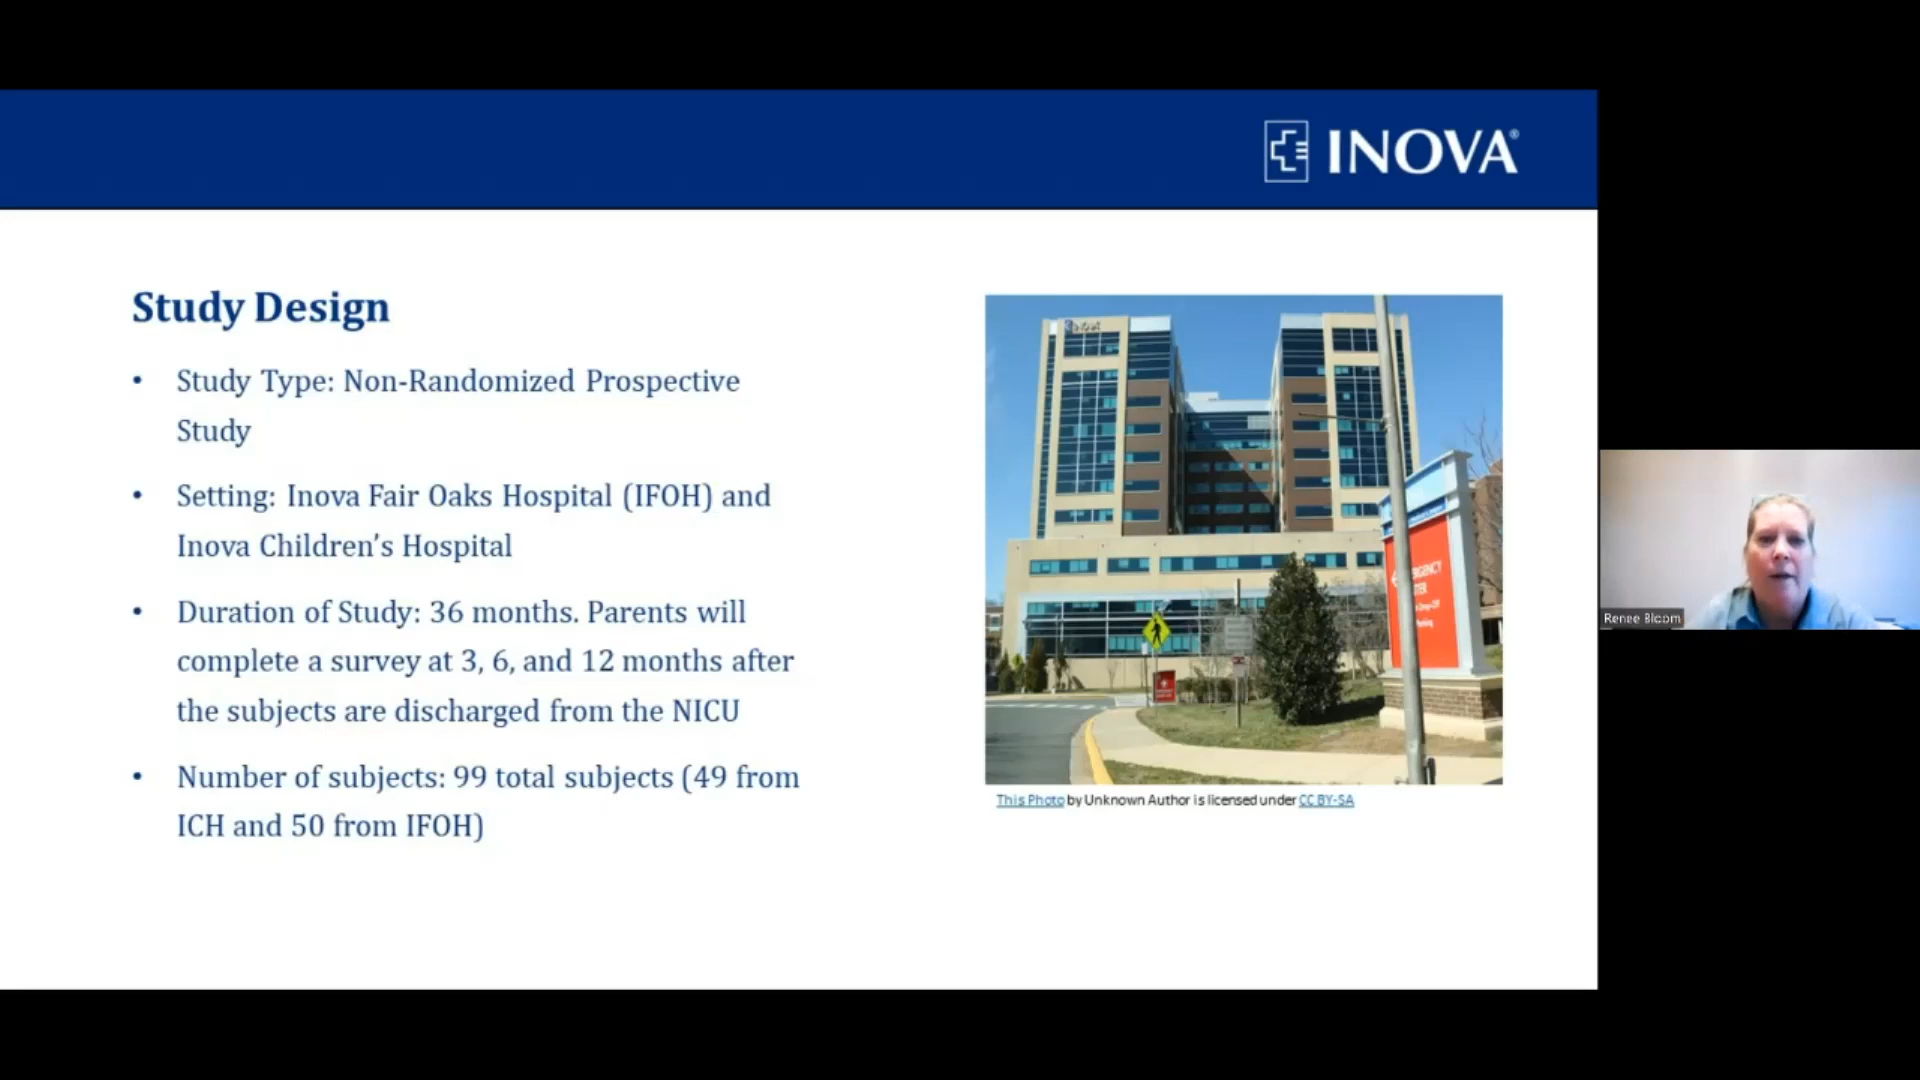 INOVA®
Study Design
• Study Type: Non-Randomized Prospective
Study
• Setting: Inova Fair Oaks Hospital (IFOH) and
Inova Children's Hospital
• Duration of Study: 36 months. Parents will
complete a survey at 3, 6, and 12 months after
the subjects are discharged from the NICU
• Number of subjects: 99 total subjects (49 from
ICH and 50 from IFOH)
This Photo by Unknown Author is licensed under CC BY-SA
Renee Bloom